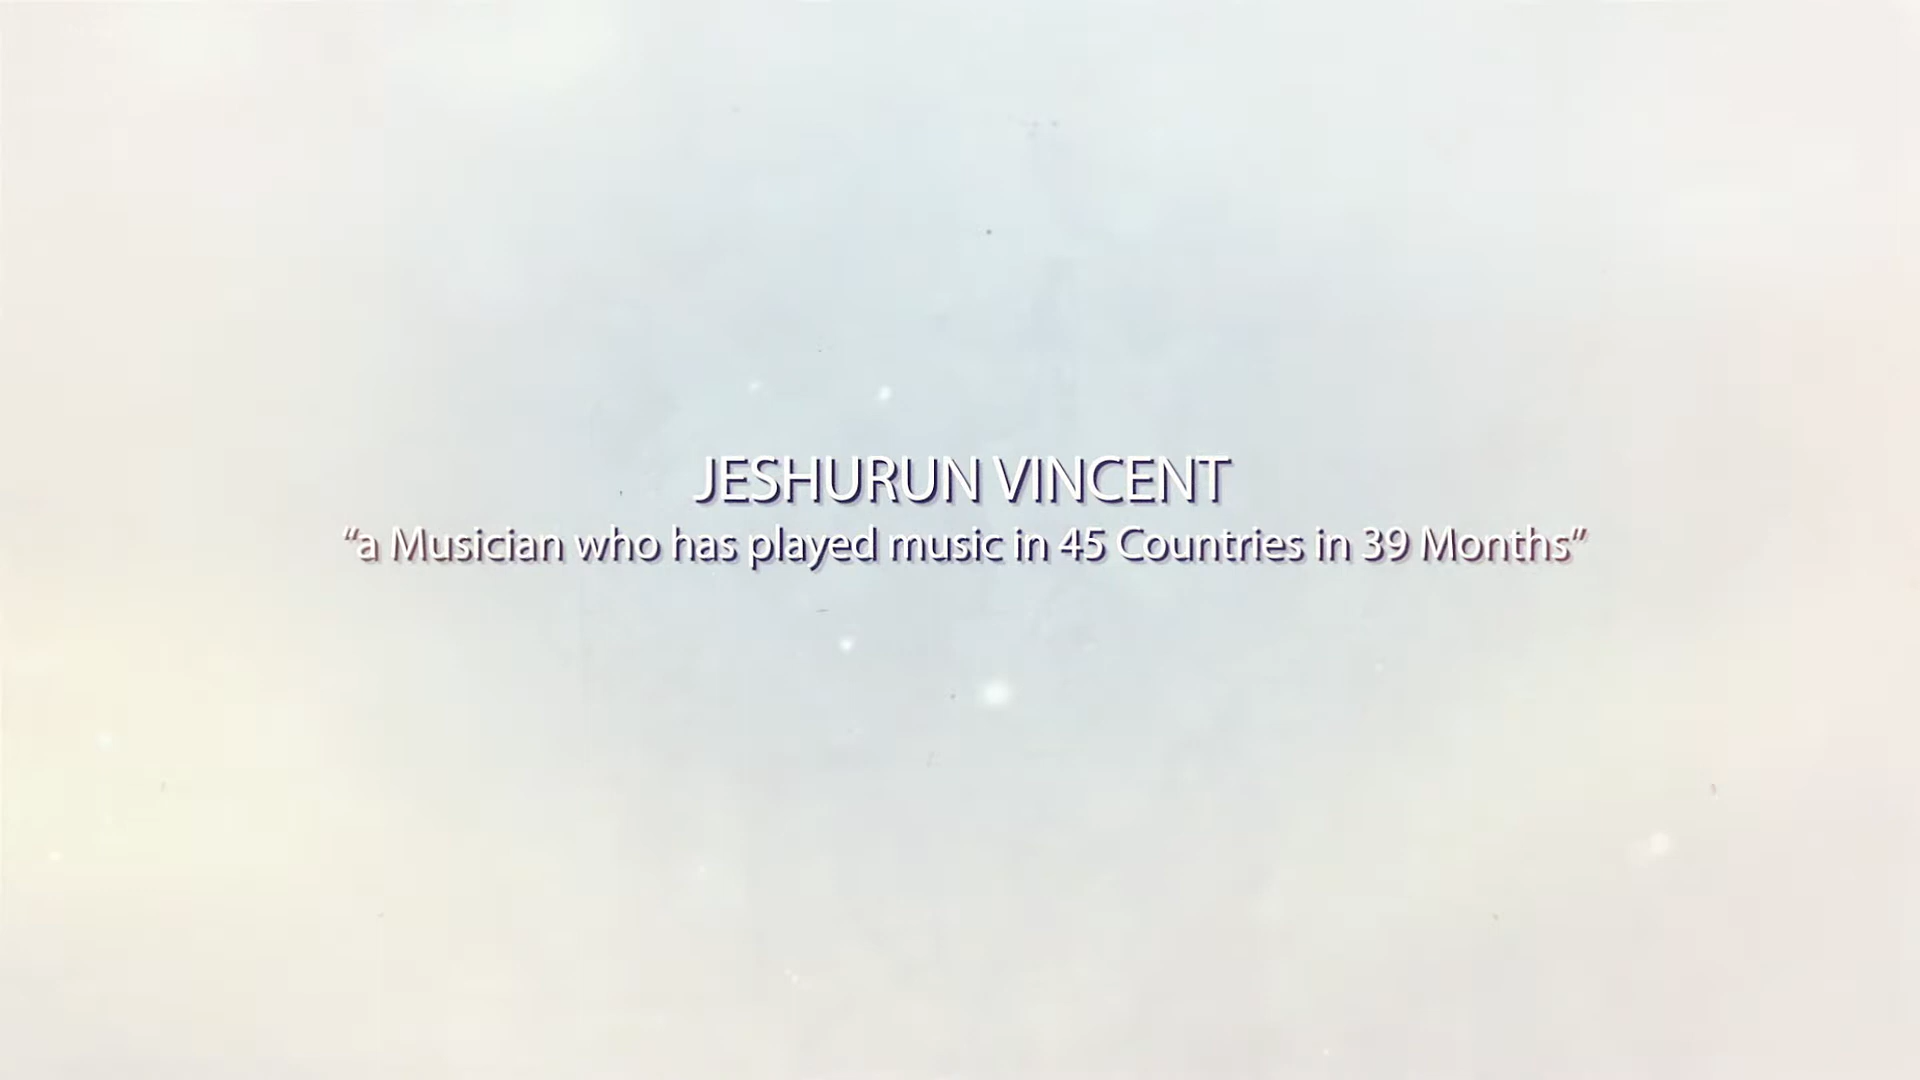 JESHURUN VINCENT
“a Musician who has played music in 45 Countries in 39 Months”